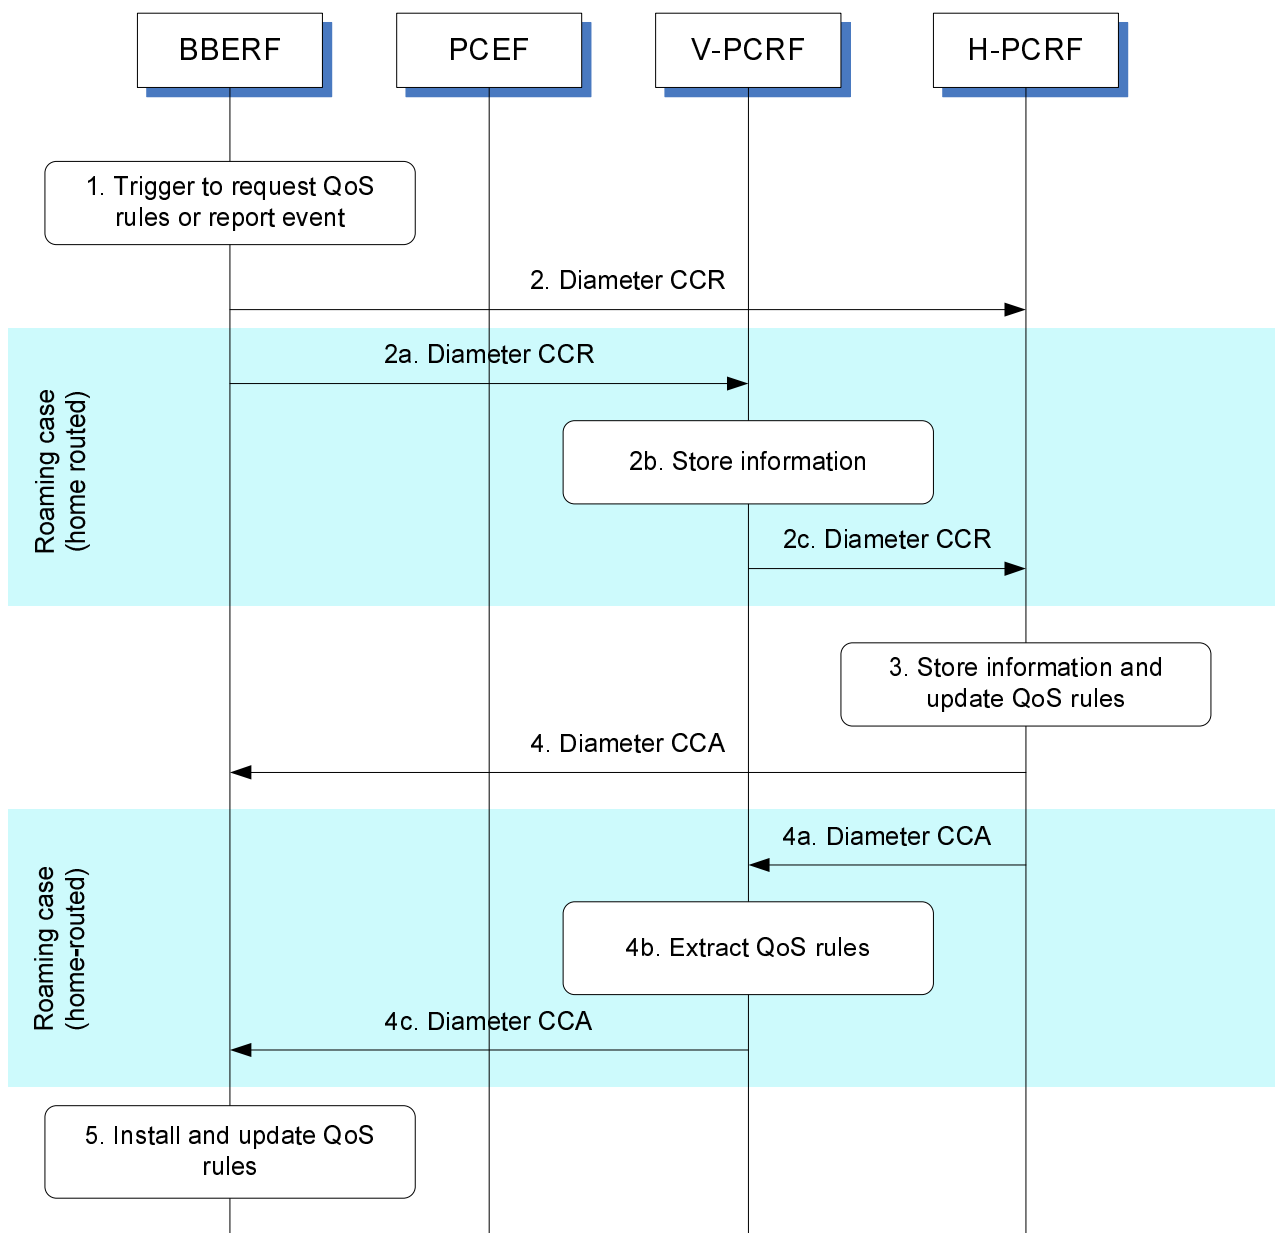 BBERF
PCEF
V-PCRF
H-PCRF
1. Trigger to request QoS
rules or report event
2. Diameter CCR
2a. Diameter CCR
Roaming case
(home routed)
2b. Store information
2c. Diameter CCR
3. Store information and
update QoS rules
4. Diameter CCA
4a. Diameter CCA
Roaming case
(home-routed)
4b. Extract QoS rules
4c. Diameter CCA
5. Install and update QoS
rules